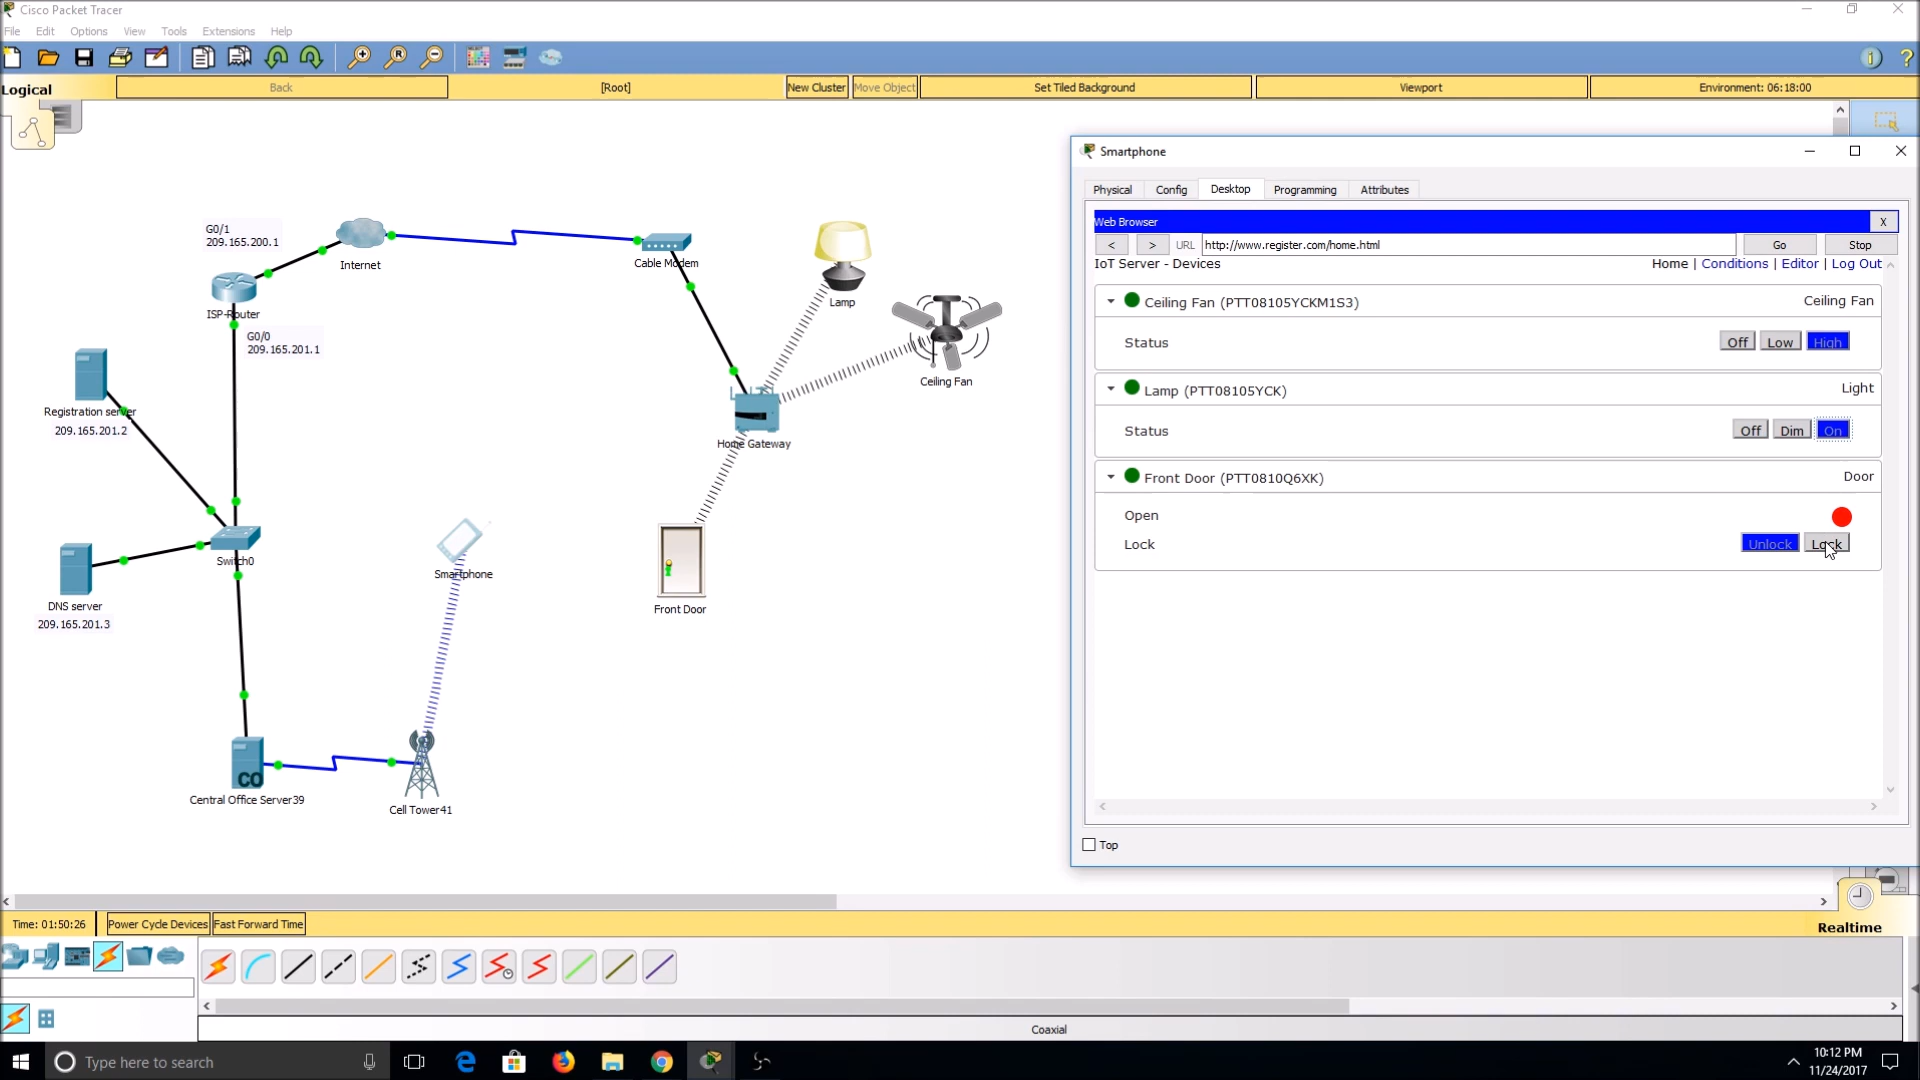 Cisco Packet Tracer
File Edit Options View Tools Extensions Help
Logical
Back
[Root]
New Cluster
Move Object
Set Tiled Background
Viewport
Environment: 06:18:00
G0/1
209.165.200.1
Internet
Cable Modem
ISP-Router
G0/0
209.165.201.1
Lamp
Ceiling Fan
Home Gateway
Registration server
209.165.201.2
Switch0
DNS server
209.165.201.3
Smartphone
Front Door
CO
Central Office Server39
Cell Tower41
Smartphone
Physical Config Desktop Programming Attributes
Web Browser X
< > URL http://www.register.com/home.html Go Stop
IoT Server - Devices Home | Conditions | Editor | Log Out
Ceiling Fan (PTT08105YCKM1S3) Ceiling Fan
Status Off Low High
Lamp (PTT08105YCK) Light
Status Off Dim On
Front Door (PTT0810Q6XK) Door
Open
Lock Unlock Lock
Top
Time: 01:50:26 Power Cycle Devices Fast Forward Time
Realtime
Coaxial
Type here to search
10:12 PM
11/24/2017